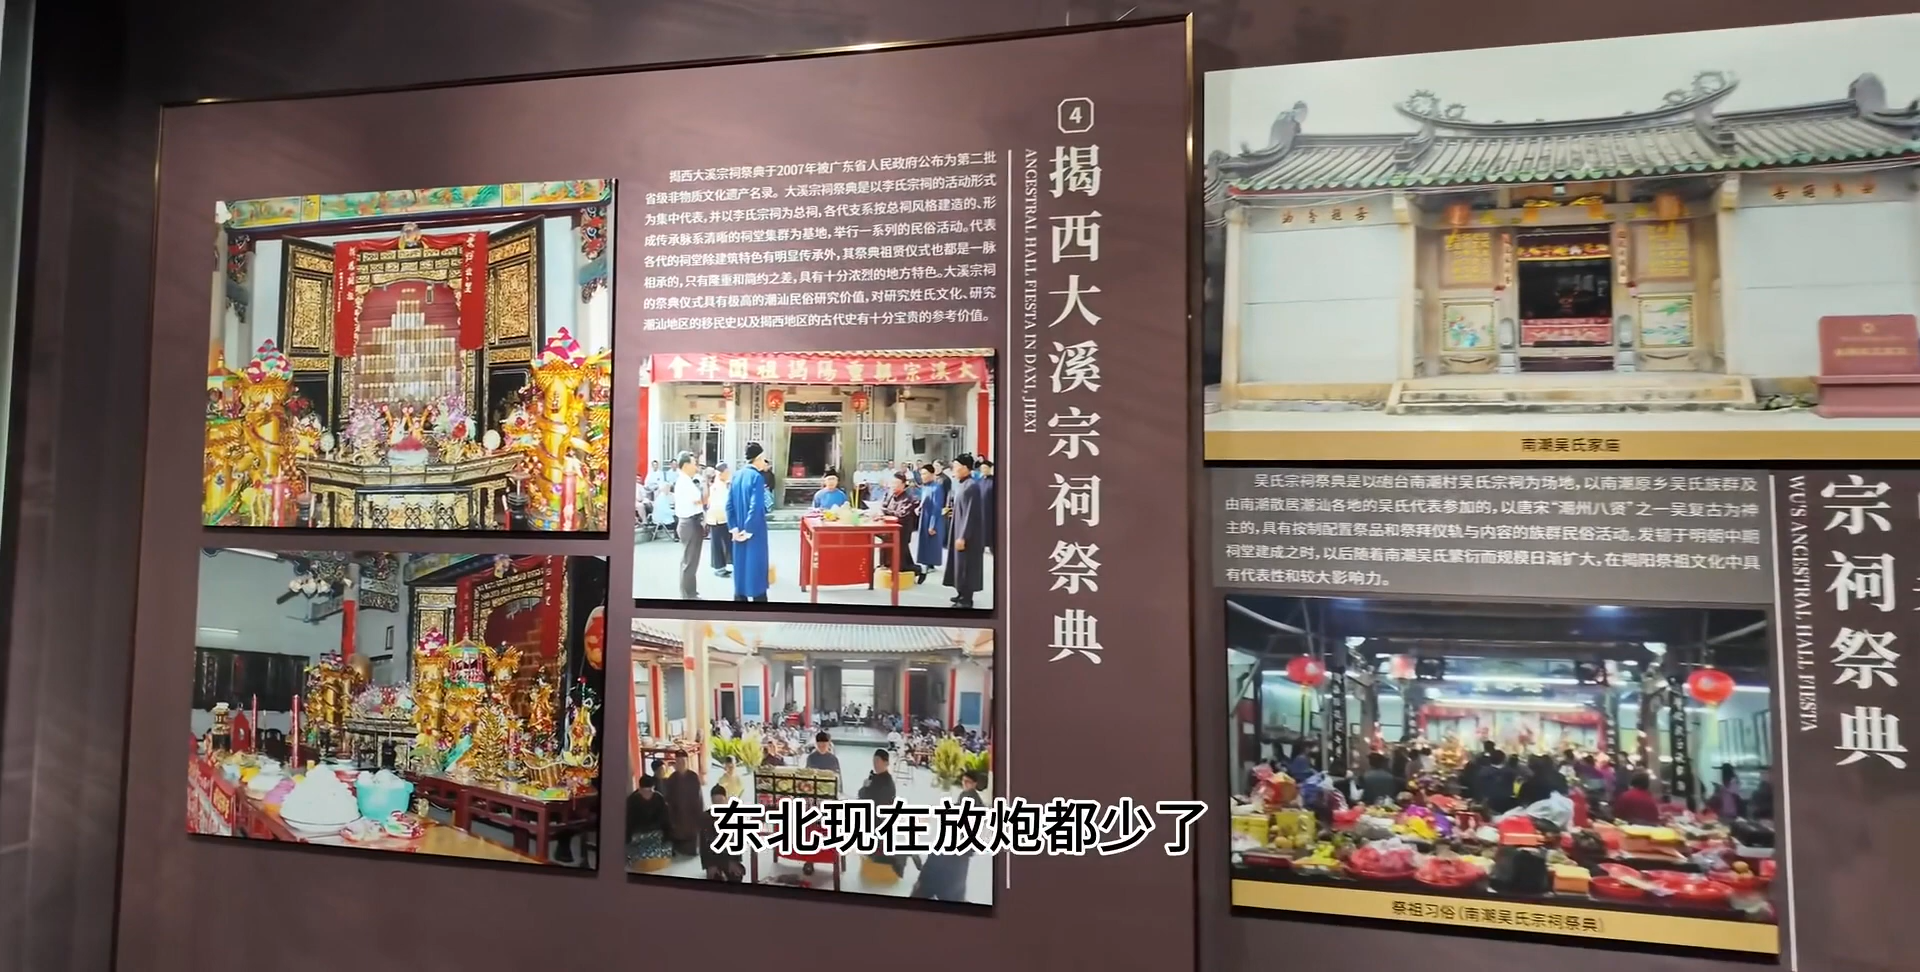 4
揭西大溪宗祠祭典
ANCESTRAL HALL FIESTA IN DAXI, JIEXI
揭西大溪宗祠祭典于2007年被广东省人民政府公布为第二批
省级非物质文化遗产名录。大溪宗祠祭典是以李氏宗祠的活动形式
为集中代表，并以李氏宗祠为总祠，各代支系按总祠风格建造的、形
成传承脉系清晰的祠堂集群为基地，举行一系列的民俗活动。代表
各代的祠堂除建筑特色有明显传承外，其祭典祖贤仪式也都是一脉
相承的，只有隆重和简约之差，具有十分浓烈的地方特色。大溪宗祠
的祭典仪式具有极高的潮汕民俗研究价值，对研究姓氏文化、研究
潮汕地区的移民史以及揭西地区的古代史有十分宝贵的参考价值。
大溪宗親重陽謁祖團拜會
南潮吴氏家庙
宗祠祭典
WU'S ANCESTRAL HALL FIESTA
吴氏宗祠祭典是以炮台南潮村吴氏宗祠为场地，以南潮原乡吴氏族群及
由南潮散居潮汕各地的吴氏代表参加的，以唐宋“潮州八贤”之一吴复古为神
主的，具有按制配置祭品和祭拜仪轨与内容的族群民俗活动。发轫于明朝中期
祠堂建成之时，以后随着南潮吴氏繁衍而规模日渐扩大，在揭阳祭祖文化中具
有代表性和较大影响力。
祭祖习俗（南潮吴氏宗祠祭典）
东北现在放炮都少了